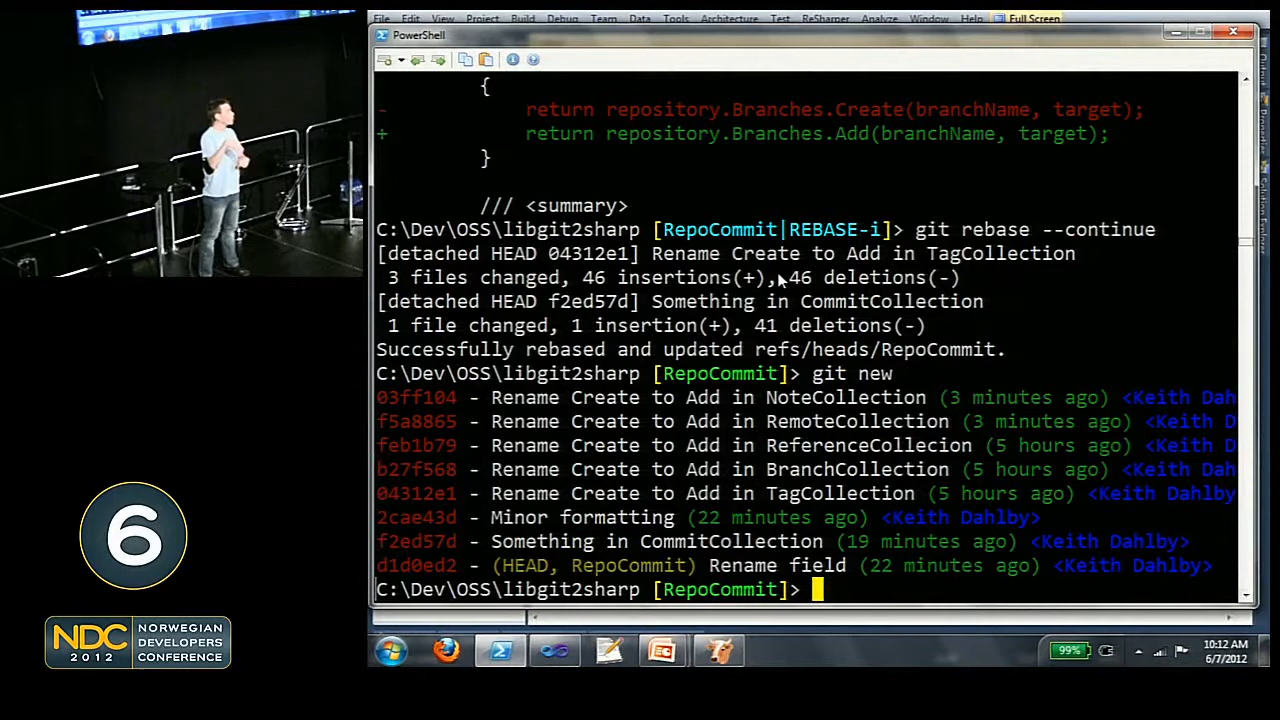 File Edit View Project Build Debug Team Data Tools Architecture Test ReSharper Analyze Window Help Full Screen
PowerShell
{
- return repository.Branches.Create(branchName, target);
+ return repository.Branches.Add(branchName, target);
}
/// <summary>
C:\Dev\OSS\libgit2sharp [RepoCommit|REBASE-i]> git rebase --continue
[detached HEAD 04312e1] Rename Create to Add in TagCollection
3 files changed, 46 insertions(+), 46 deletions(-)
[detached HEAD f2ed57d] Something in CommitCollection
1 file changed, 1 insertion(+), 41 deletions(-)
Successfully rebased and updated refs/heads/RepoCommit.
C:\Dev\OSS\libgit2sharp [RepoCommit]> git new
03ff104 - Rename Create to Add in NoteCollection (3 minutes ago) <Keith Dah
f5a8865 - Rename Create to Add in RemoteCollection (3 minutes ago) <Keith D
feb1b79 - Rename Create to Add in ReferenceCollecion (5 hours ago) <Keith D
b27f568 - Rename Create to Add in BranchCollection (5 hours ago) <Keith Dah
04312e1 - Rename Create to Add in TagCollection (5 hours ago) <Keith Dahlby
2cae43d - Minor formatting (22 minutes ago) <Keith Dahlby>
f2ed57d - Something in CommitCollection (19 minutes ago) <Keith Dahlby>
d1d0ed2 - (HEAD, RepoCommit) Rename field (22 minutes ago) <Keith Dahlby>
C:\Dev\OSS\libgit2sharp [RepoCommit]>
99%
10:12 AM
6/7/2012
6
NDC
2012
NORWEGIAN
DEVELOPERS
CONFERENCE